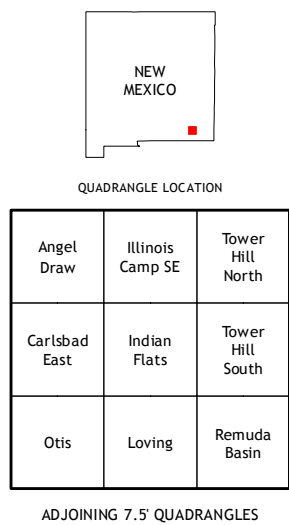 NEW
MEXICO
QUADRANGLE LOCATION
Angel
Draw
Illinois
Camp SE
Tower
Hill
North
Carlsbad
East
Indian
Flats
Tower
Hill
South
Otis
Loving
Remuda
Basin
ADJOINING 7.5' QUADRANGLES